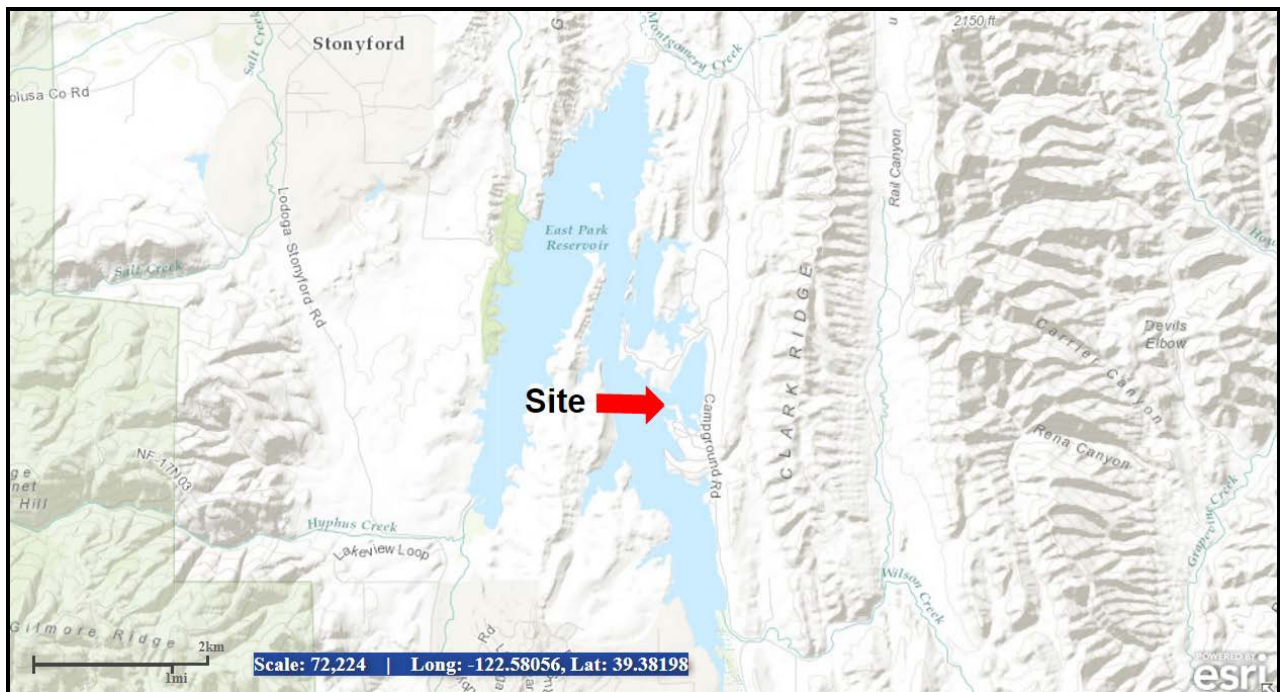 2150 ft
Montgomery Creek
Stonyford
Salt Creek
olusa Co Rd
Rail Canyon
Lodoga Stonyford Rd
East Park
Reservoir
Salt Creek
CLARK RIDGE
Devils
Elbow
Carrier Canyon
Site
Campground Rd
Rena Canyon
NF-17N03
net
Hill
Hyphus Creek
Lakeview Loop
Grapevine Creek
Wilson Creek
Gilmore Ridge
Rd
2km
1mi
Scale: 72,224 | Long: -122.58056, Lat: 39.38198
POWERED BY
esri